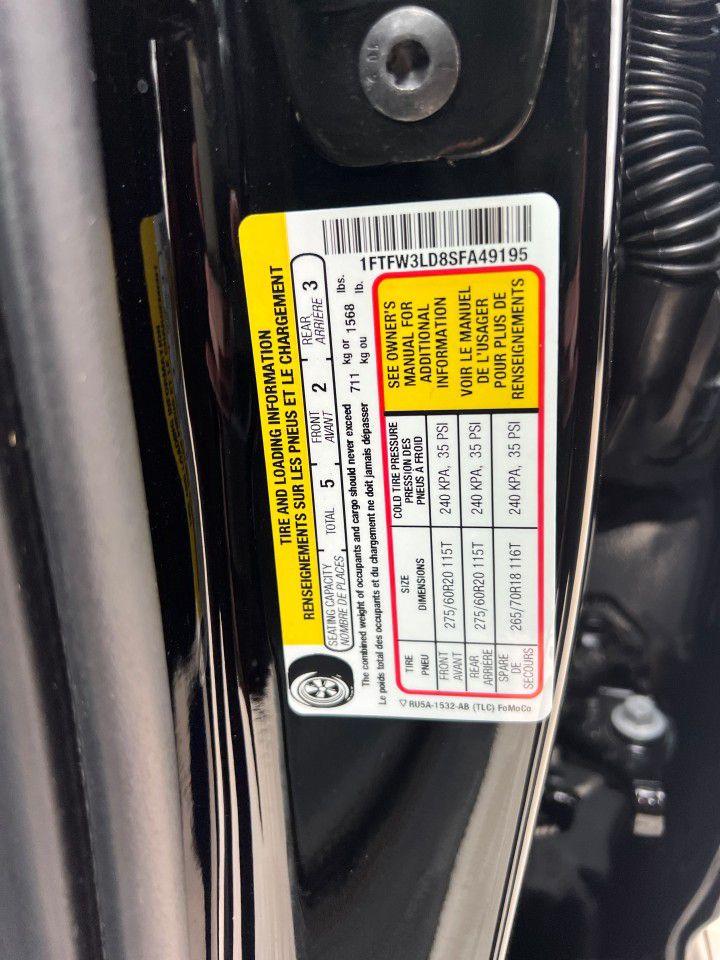 1FTFW3LD8SFA49195
TIRE AND LOADING INFORMATION
RENSEIGNEMENTS SUR LES PNEUS ET LE CHARGEMENT
SEATING CAPACITY TOTAL 5 FRONT 2 REAR 3
NOMBRE DE PLACES AVANT ARRIÈRE
The combined weight of occupants and cargo should never exceed 711 kg or 1568 lbs.
Le poids total des occupants et du chargement ne doit jamais dépasser kg ou lb.
TIRE SIZE COLD TIRE PRESSURE
PNEU DIMENSIONS PRESSION DES
PNEUS À FROID
FRONT 275/60R20 115T 240 KPA, 35 PSI
AVANT
REAR 275/60R20 115T 240 KPA, 35 PSI
ARRIÈRE
SPARE 265/70R18 116T 240 KPA, 35 PSI
DE
SECOURS
SEE OWNER'S
MANUAL FOR
ADDITIONAL
INFORMATION
VOIR LE MANUEL
DE L'USAGER
POUR PLUS DE
RENSEIGNEMENTS
RU5A-1532-AB (TLC) FoMoCo